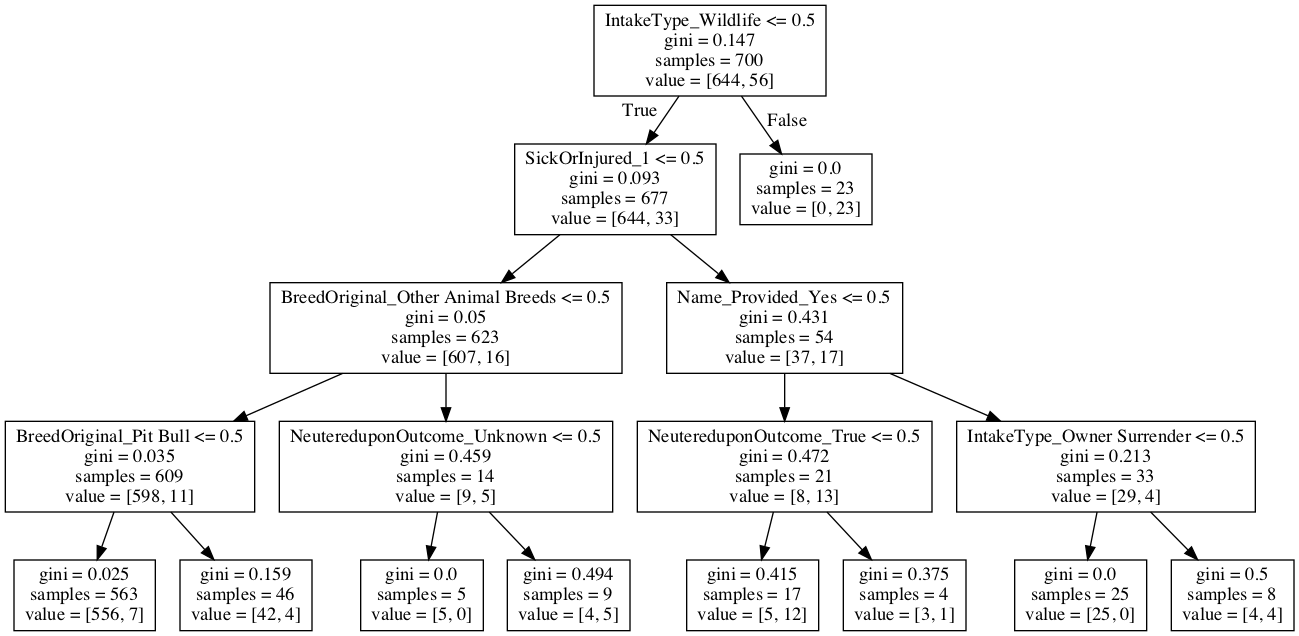 IntakeType_Wildlife <= 0.5
gini = 0.147
samples = 700
value = [644, 56]
True
False
SickOrInjured_1 <= 0.5
gini = 0.093
samples = 677
value = [644, 33]
gini = 0.0
samples = 23
value = [0, 23]
BreedOriginal_Other Animal Breeds <= 0.5
gini = 0.05
samples = 623
value = [607, 16]
Name_Provided_Yes <= 0.5
gini = 0.431
samples = 54
value = [37, 17]
BreedOriginal_Pit Bull <= 0.5
gini = 0.035
samples = 609
value = [598, 11]
NeutereduponOutcome_Unknown <= 0.5
gini = 0.459
samples = 14
value = [9, 5]
NeutereduponOutcome_True <= 0.5
gini = 0.472
samples = 21
value = [8, 13]
IntakeType_Owner Surrender <= 0.5
gini = 0.213
samples = 33
value = [29, 4]
gini = 0.025
samples = 563
value = [556, 7]
gini = 0.159
samples = 46
value = [42, 4]
gini = 0.0
samples = 5
value = [5, 0]
gini = 0.494
samples = 9
value = [4, 5]
gini = 0.415
samples = 17
value = [5, 12]
gini = 0.375
samples = 4
value = [3, 1]
gini = 0.0
samples = 25
value = [25, 0]
gini = 0.5
samples = 8
value = [4, 4]